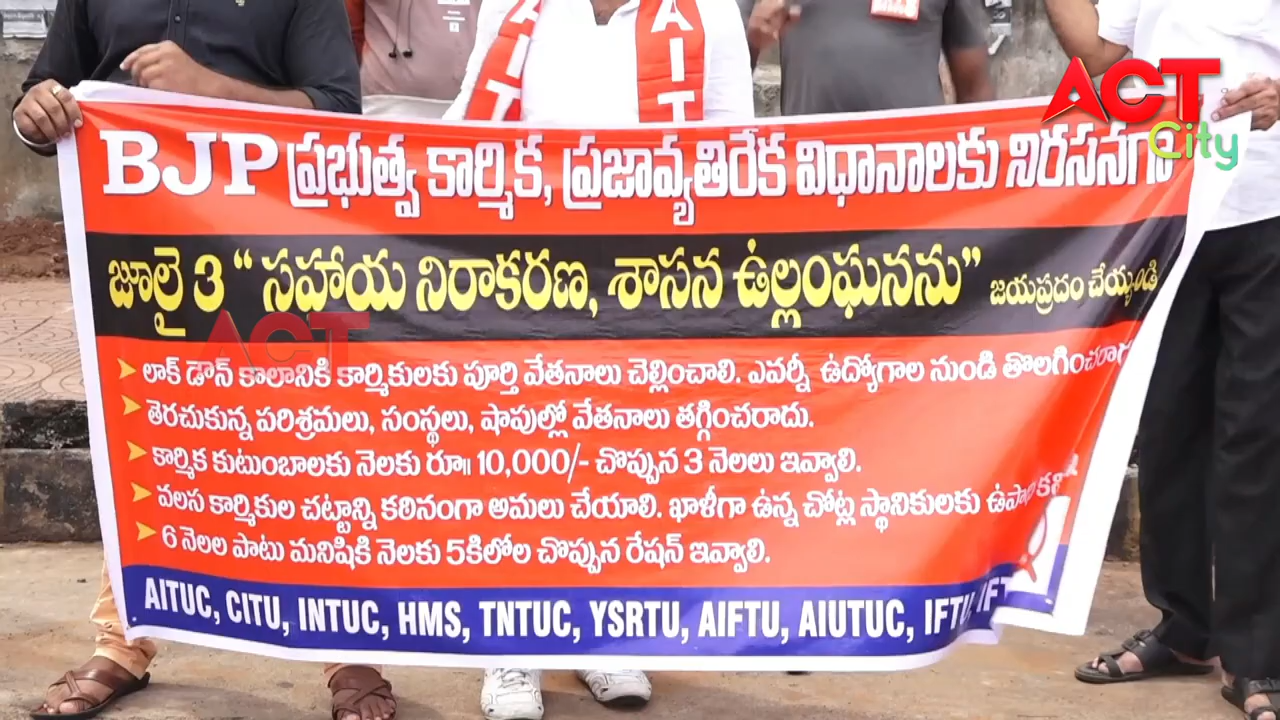 AIT
AIT
ACT
City
BJP ప్రభుత్వ కార్మిక, ప్రజావ్యతిరేక విధానాలకు నిరసనగా
జూలై 3 “ సహాయ నిరాకరణ, శాసన ఉల్లంఘనను” జయప్రదం చేయ్యండి
ACT
లాక్ డౌన్ కాలానికి కార్మికులకు పూర్తి వేతనాలు చెల్లించాలి. ఎవర్నీ ఉద్యోగాల నుండి
తెరచుకున్న పరిశ్రమలు, సంస్థలు, షాపుల్లో వేతనాలు తగ్గించరాదు.
కార్మిక కుటుంబాలకు నెలకు రూ॥ 10,000/- చొప్పున 3 నెలలు ఇవ్వాలి.
వలస కార్మికుల చట్టాన్ని కఠినంగా అమలు చేయాలి. ఖాళీగా ఉన్న చోట్ల స్థానికులకు
6 నెలల పాటు మనిషికి నెలకు 5కిలోల చొప్పున రేషన్ ఇవ్వాలి.
AITUC, CITU, INTUC, HMS, TNTUC, YSRTU, AIFTU, AIUTUC, IFTU,